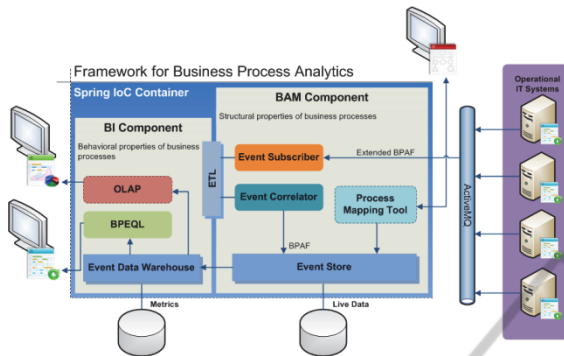 Framework for Business Process Analytics
Operational
IT Systems
Spring IoC Container
BAM Component
Structural properties of business processes
BI Component
Behavioral properties of business
processes
ETL
Event Subscriber
Extended BPAF
OLAP
Event Correlator
Process
Mapping Tool
ActiveMQ
BPEQL
BPAF
Event Data Warehouse
Event Store
Metrics
Live Data